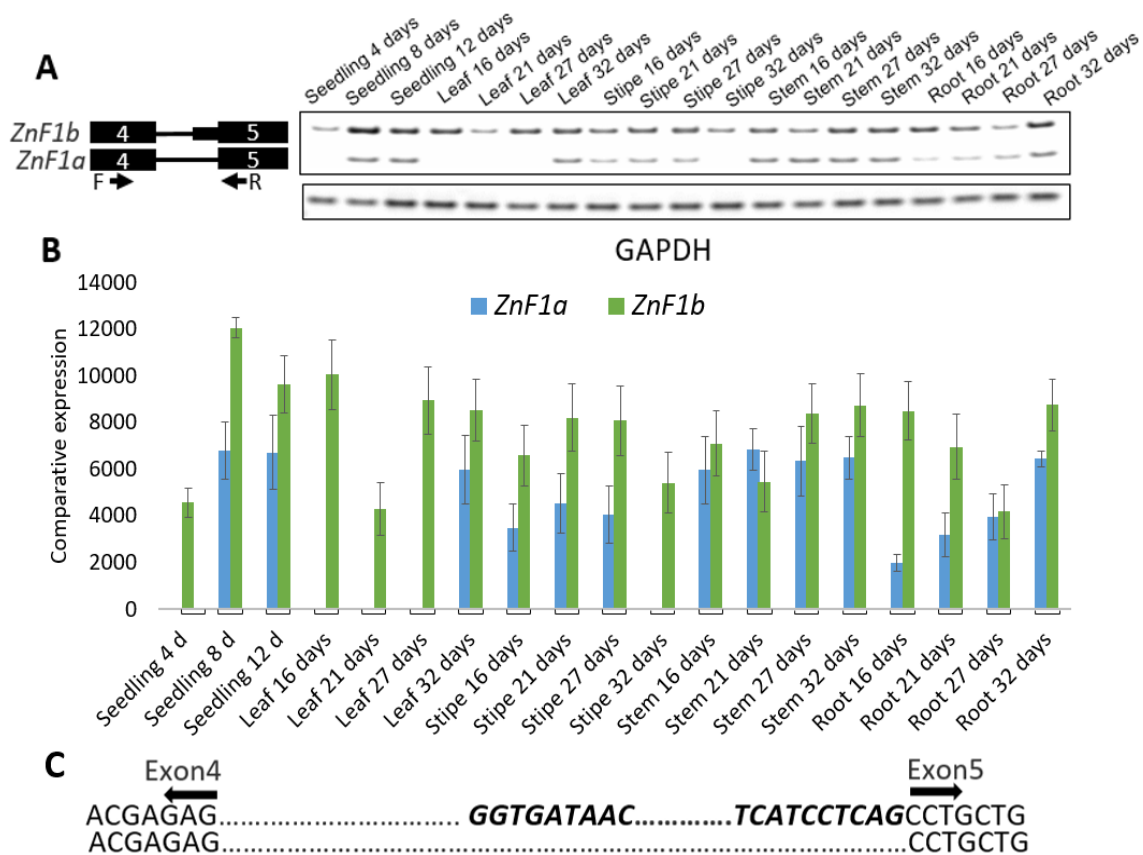 A
Seedling 4 days
Seedling 8 days
Seedling 12 days
Leaf 16 days
Leaf 21 days
Leaf 27 days
Leaf 32 days
Stipe 16 days
Stipe 21 days
Stipe 27 days
Stipe 32 days
Stem 16 days
Stem 21 days
Stem 27 days
Stem 32 days
Root 16 days
Root 21 days
Root 27 days
Root 32 days
ZnF1b 4 5
ZnF1a 4 5
F R
GAPDH
B
ZnF1a ZnF1b
Comparative expression
14000
12000
10000
8000
6000
4000
2000
0
Seedling 4 d
Seedling 8 d
Seedling 12 d
Leaf 16 days
Leaf 21 days
Leaf 27 days
Leaf 32 days
Stipe 16 days
Stipe 21 days
Stipe 27 days
Stipe 32 days
Stem 16 days
Stem 21 days
Stem 27 days
Stem 32 days
Root 16 days
Root 21 days
Root 27 days
Root 32 days
C
Exon4 Exon5
ACGAGAG................................ GGTGATAAC............TCATCCTCAGCCTGCTG
ACGAGAG....................................................................................CCTGCTG